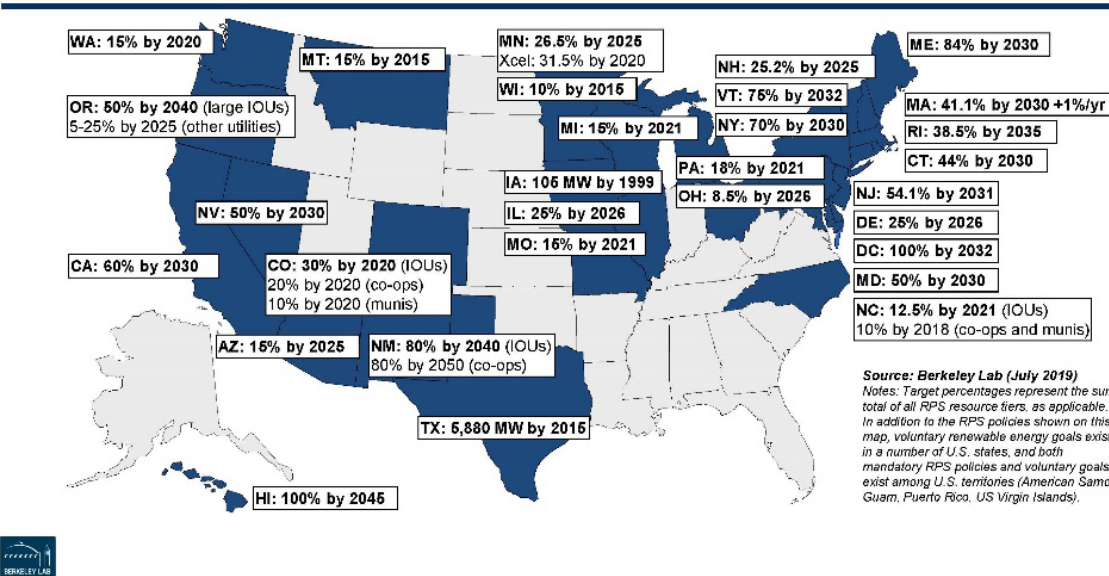 WA: 15% by 2020
MT: 15% by 2015
MN: 26.5% by 2025
Xcel: 31.5% by 2020
WI: 10% by 2015
MI: 15% by 2021
NH: 25.2% by 2025
VT: 75% by 2032
NY: 70% by 2030
ME: 84% by 2030
MA: 41.1% by 2030 +1%/yr
RI: 38.5% by 2035
CT: 44% by 2030
OR: 50% by 2040 (large IOUs)
5-25% by 2025 (other utilities)
PA: 18% by 2021
OH: 8.5% by 2026
IA: 105 MW by 1999
IL: 25% by 2026
MO: 15% by 2021
NJ: 54.1% by 2031
DE: 25% by 2026
DC: 100% by 2032
MD: 50% by 2030
NC: 12.5% by 2021 (IOUs)
10% by 2018 (co-ops and munis)
NV: 50% by 2030
CA: 60% by 2030
CO: 30% by 2020 (IOUs)
20% by 2020 (co-ops)
10% by 2020 (munis)
AZ: 15% by 2025
NM: 80% by 2040 (IOUs)
80% by 2050 (co-ops)
TX: 5,880 MW by 2015
HI: 100% by 2045
Source: Berkeley Lab (July 2019)
Notes: Target percentages represent the sum
total of all RPS resource tiers, as applicable.
In addition to the RPS policies shown on this
map, voluntary renewable energy goals exis
in a number of U.S. states, and both
mandatory RPS policies and voluntary goals
exist among U.S. territories (American Samo
Guam, Puerto Rico, US Virgin Islands).
BERKELEY LAB